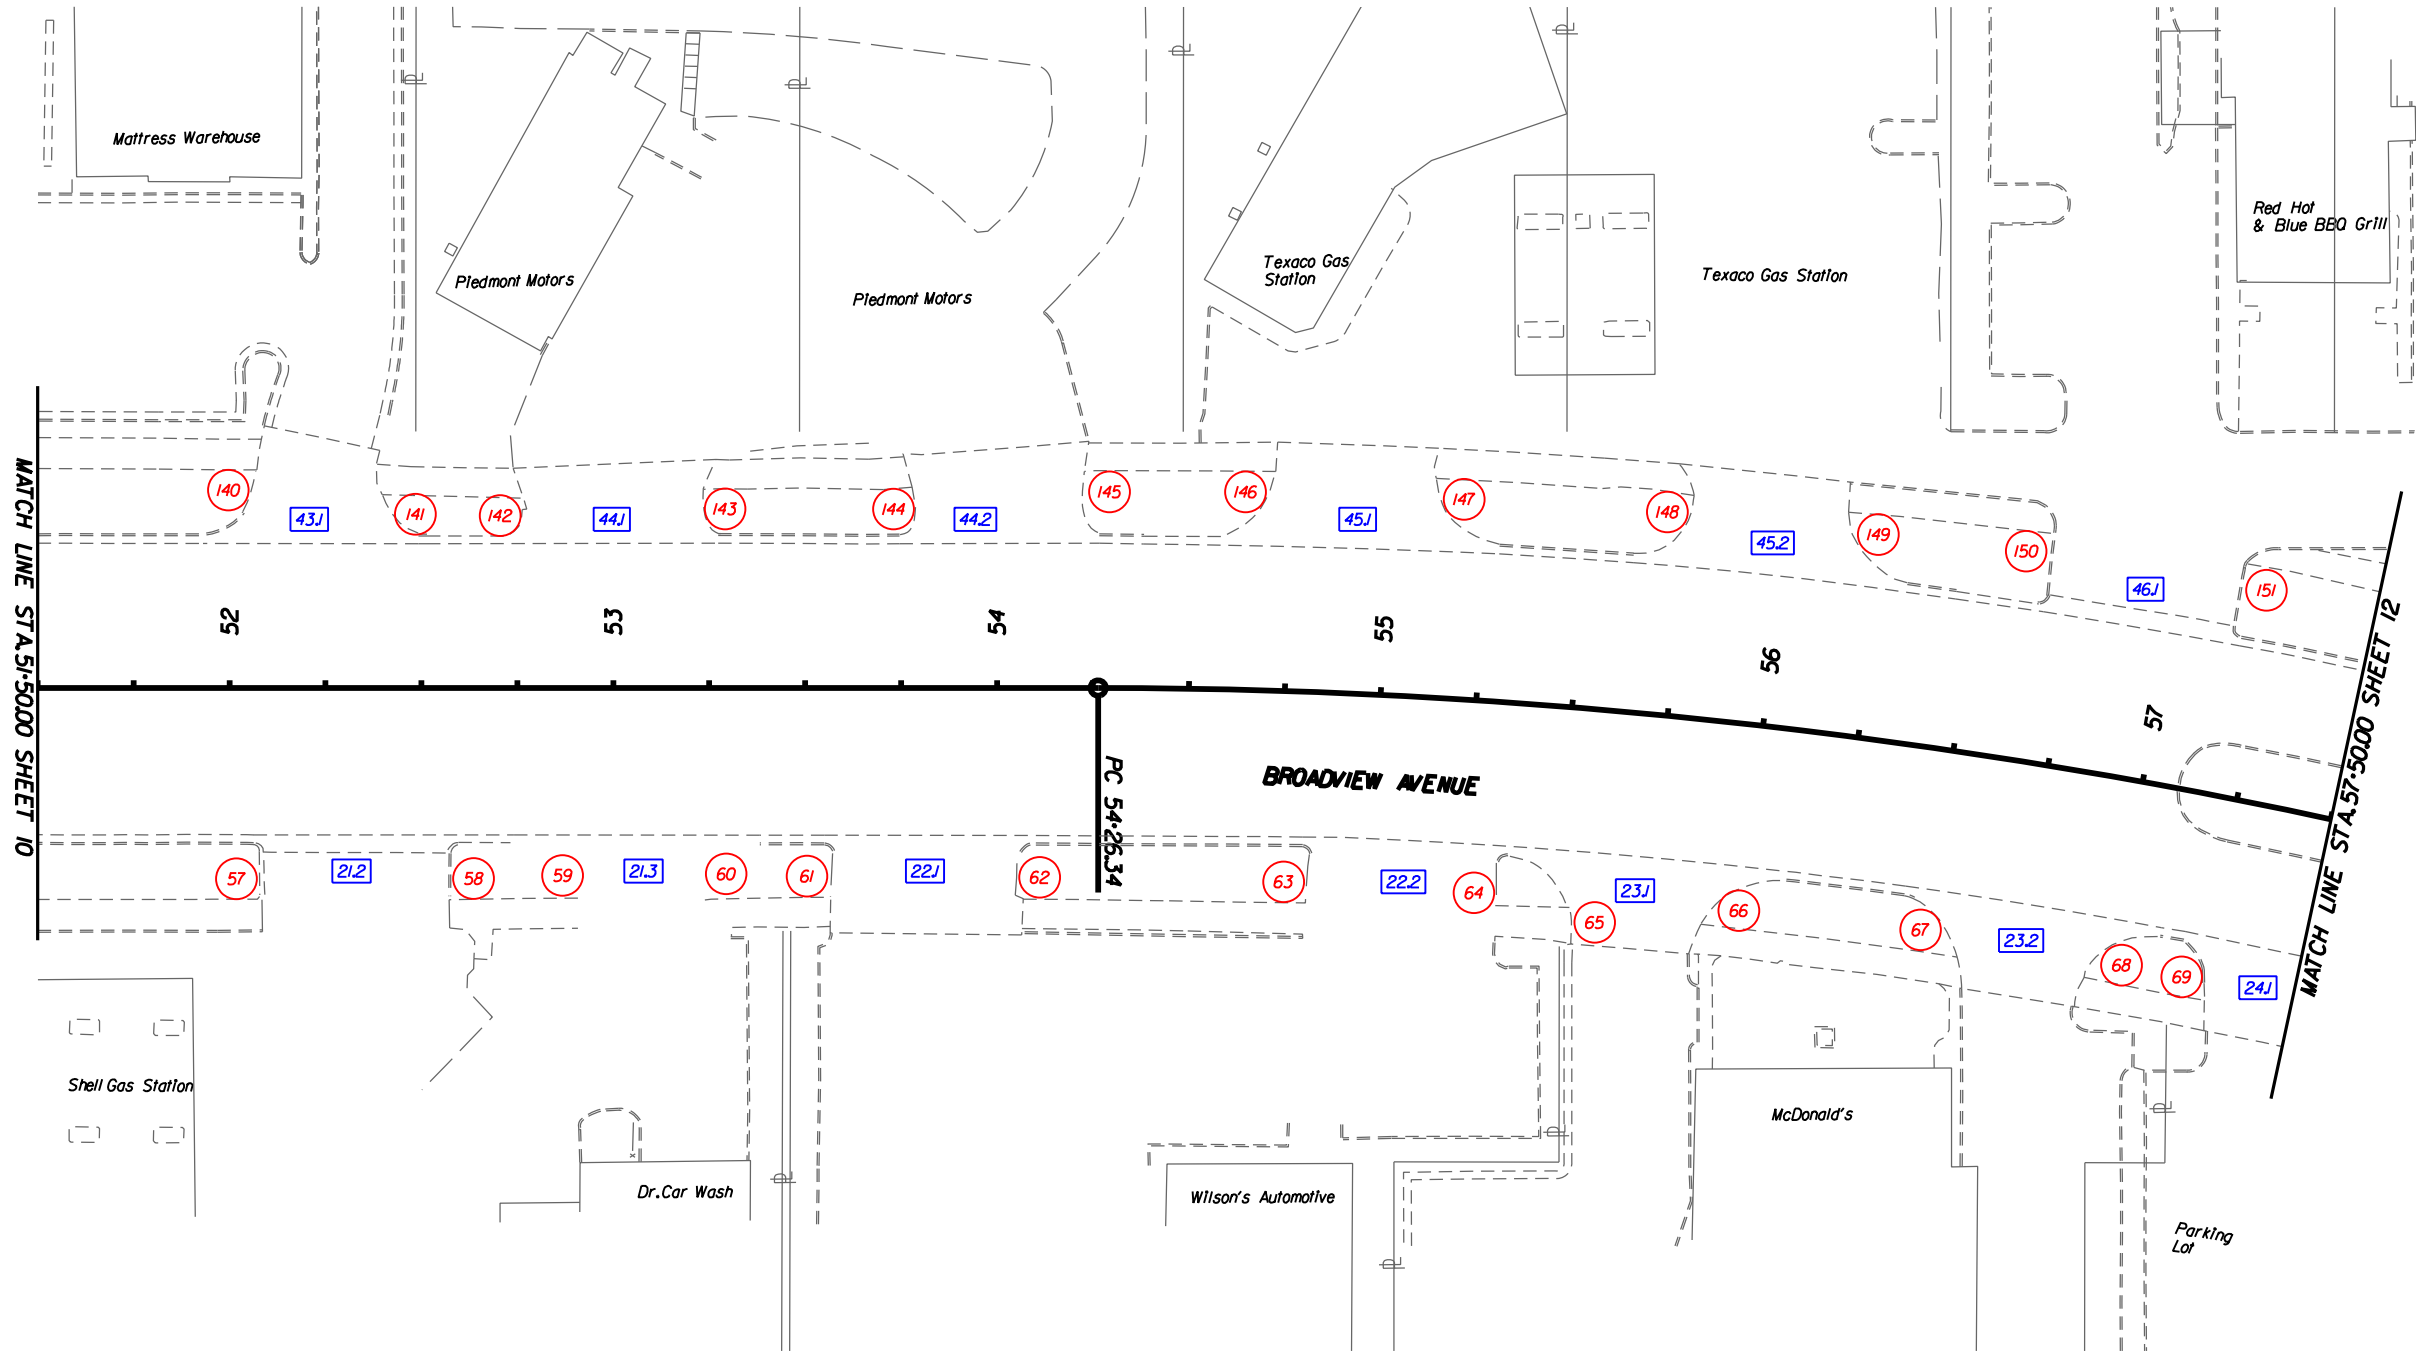 Mattress Warehouse
Piedmont Motors
Piedmont Motors
Texaco Gas
Station
Texaco Gas Station
Red Hot
& Blue BBQ Grill
140
43.1
141
142
44.1
143
144
44.2
145
146
45.1
147
148
45.2
149
150
46.1
151
MATCH LINE STA. 51+50.00 SHEET 10
52
53
54
55
56
57
MATCH LINE STA. 57+50.00 SHEET 12
PC 54+26.34
BROADVIEW AVENUE
57
21.2
58
59
21.3
60
61
22.1
62
63
22.2
64
65
23.1
66
67
23.2
68
69
24.1
Shell Gas Station
Dr. Car Wash
Wilson's Automotive
McDonald's
Parking
Lot